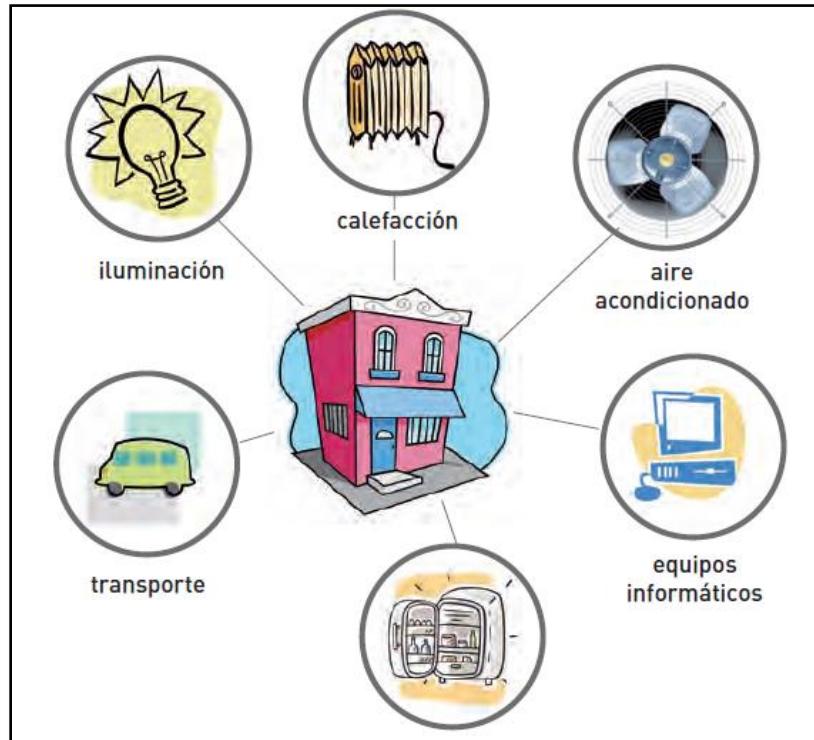 calefacción
iluminación
aire
acondicionado
transporte
equipos
informáticos